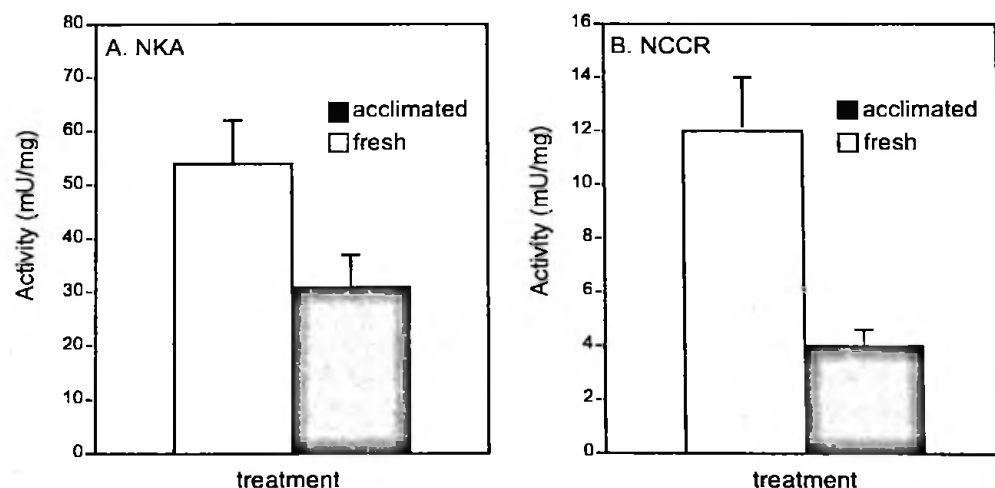 A. NKA
80
70
60
50
40
30
20
10
0
Activity (mU/mg)
acclimated
fresh
treatment
B. NCCR
16
14
12
10
8
6
4
2
0
Activity (mU/mg)
acclimated
fresh
treatment